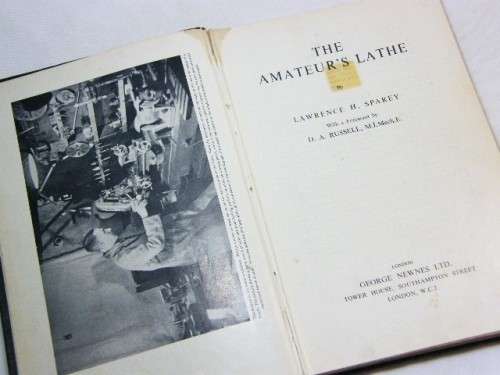 THE
AMATEUR'S LATHE
By
LAWRENCE H. SPAREY
With a Foreword by
D. A. RUSSELL, M.I.Mech.E.
LONDON
GEORGE NEWNES LTD.
TOWER HOUSE, SOUTHAMPTON STREET
LONDON, W.C.2